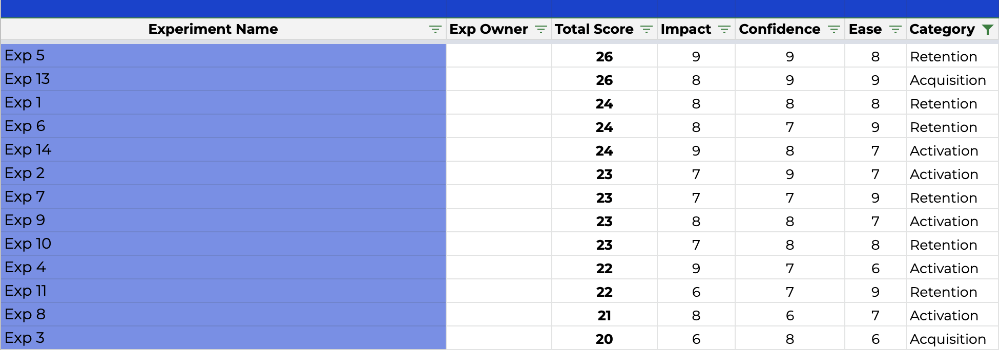 Experiment Name Exp Owner Total Score Impact Confidence Ease Category
Exp 5 26 9 9 8 Retention
Exp 13 26 8 9 9 Acquisition
Exp 1 24 8 8 8 Retention
Exp 6 24 8 7 9 Retention
Exp 14 24 9 8 7 Activation
Exp 2 23 7 9 7 Activation
Exp 7 23 7 7 9 Retention
Exp 9 23 8 8 7 Activation
Exp 10 23 7 8 8 Retention
Exp 4 22 9 7 6 Activation
Exp 11 22 6 7 9 Retention
Exp 8 21 8 6 7 Activation
Exp 3 20 6 8 6 Acquisition